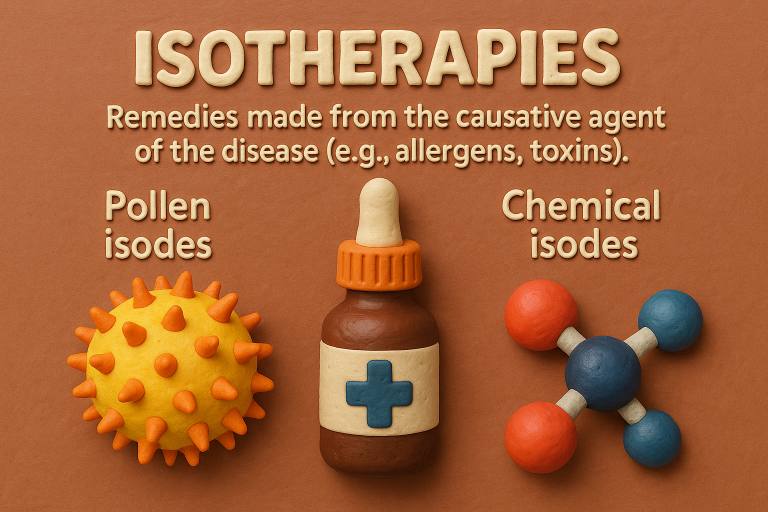 ISOTHERAPIES
Remedies made from the causative agent
of the disease (e.g., allergens, toxins).
Pollen
isodes
Chemical
isodes